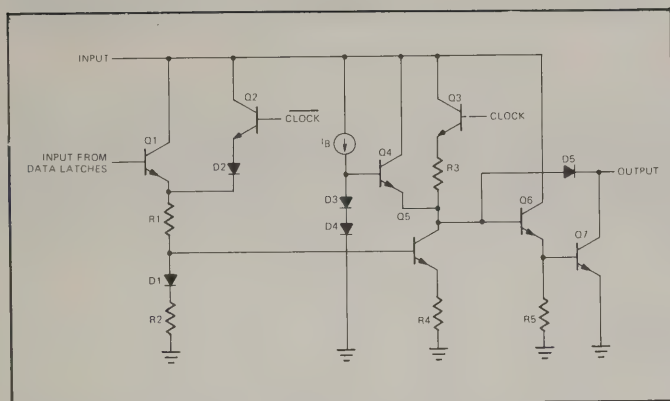 INPUT
Q2
Q3
CLOCK
CLOCK
Q1
I_B
Q4
INPUT FROM
DATA LATCHES
D2
R3
D5
OUTPUT
D3
Q5
Q6
R1
D4
Q7
D1
R2
R4
R5